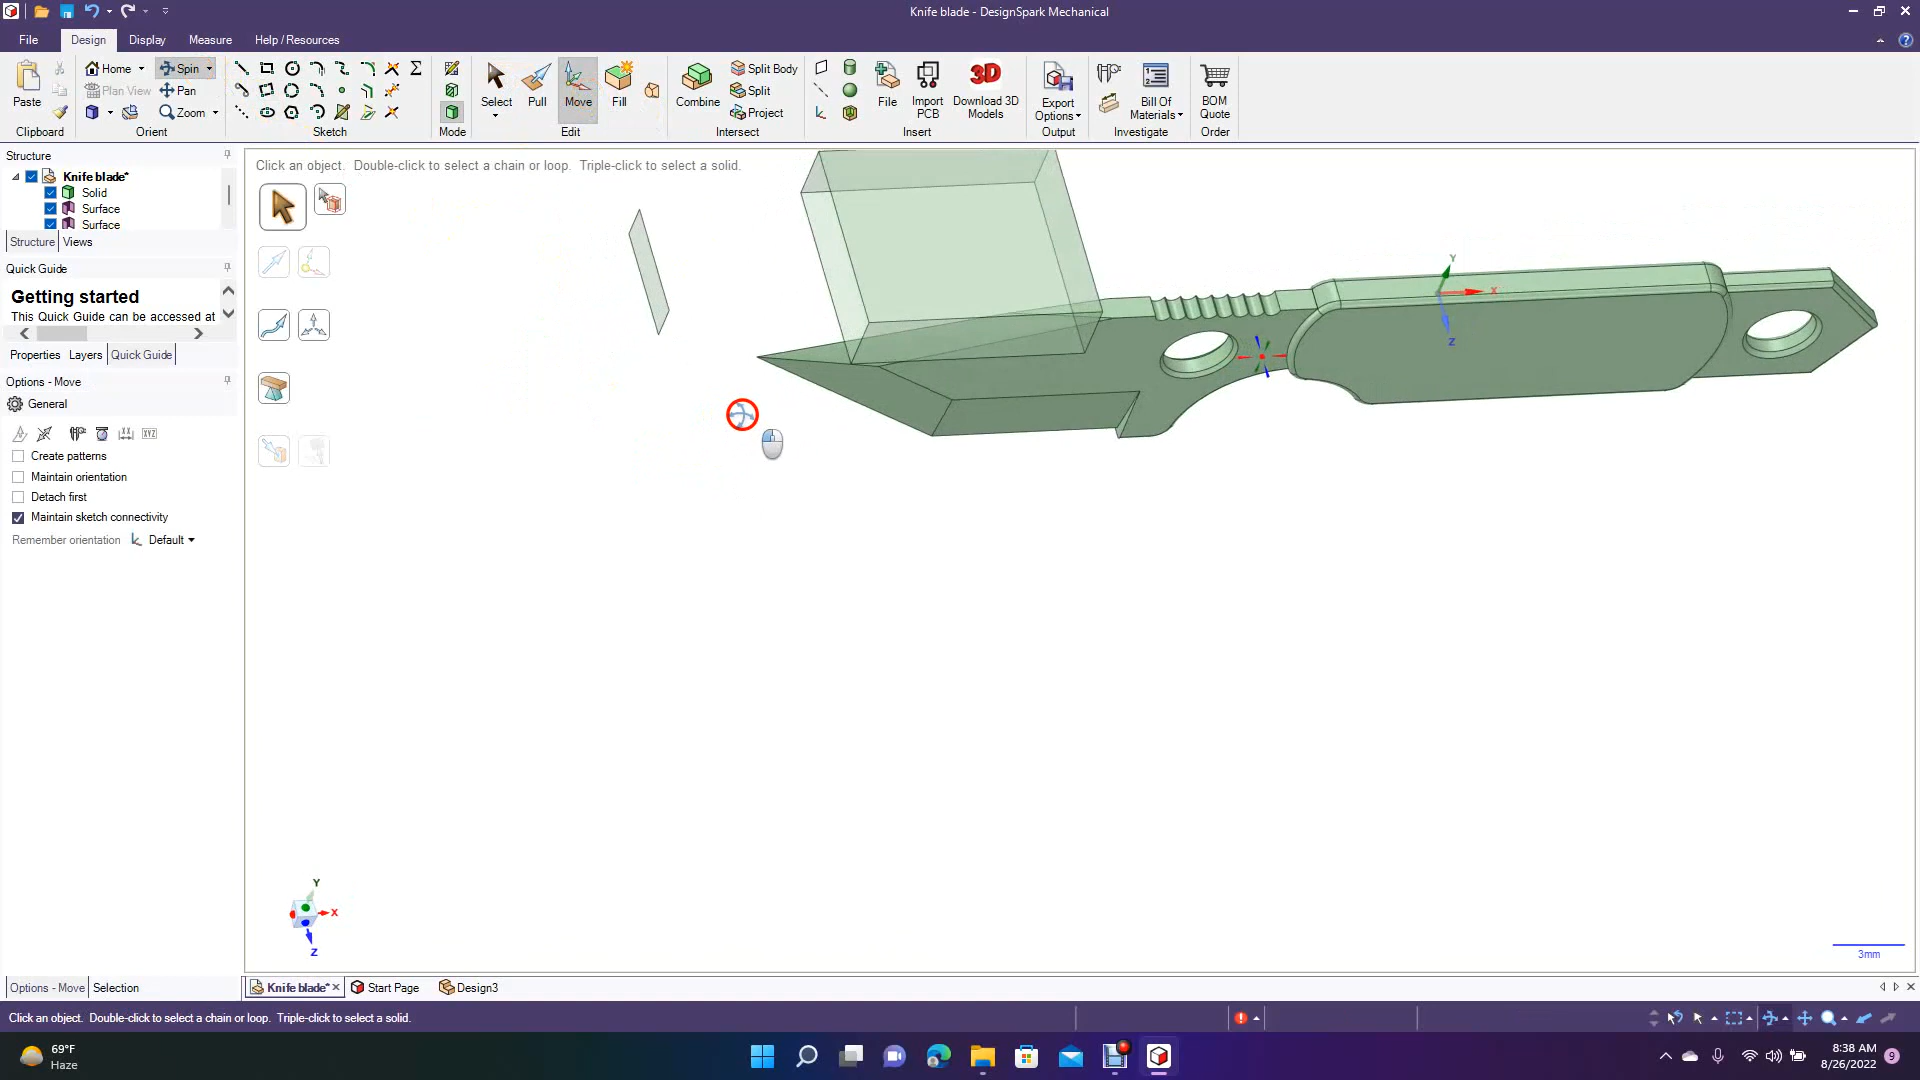 Knife blade - DesignSpark Mechanical
File Design Display Measure Help / Resources
Paste
Clipboard
Home Spin
Plan View Pan
Zoom
Orient
Sketch
Mode
Select Pull Move Fill
Edit
Combine
Split Body
Split
Project
Intersect
File
Import PCB
Download 3D Models
Insert
Export Options
Output
Bill Of Materials
Investigate
BOM Quote
Order
Structure
Knife blade*
Solid
Surface
Surface
Structure Views
Quick Guide
Getting started
This Quick Guide can be accessed at
Properties Layers Quick Guide
Options - Move
General
XYZ
Create patterns
Maintain orientation
Detach first
Maintain sketch connectivity
Remember orientation Default
Click an object. Double-click to select a chain or loop. Triple-click to select a solid.
Y
X
Z
Y
X
Z
3mm
Options - Move Selection
Knife blade* Start Page Design3
Click an object. Double-click to select a chain or loop. Triple-click to select a solid.
69°F
Haze
8:38 AM
8/26/2022
9